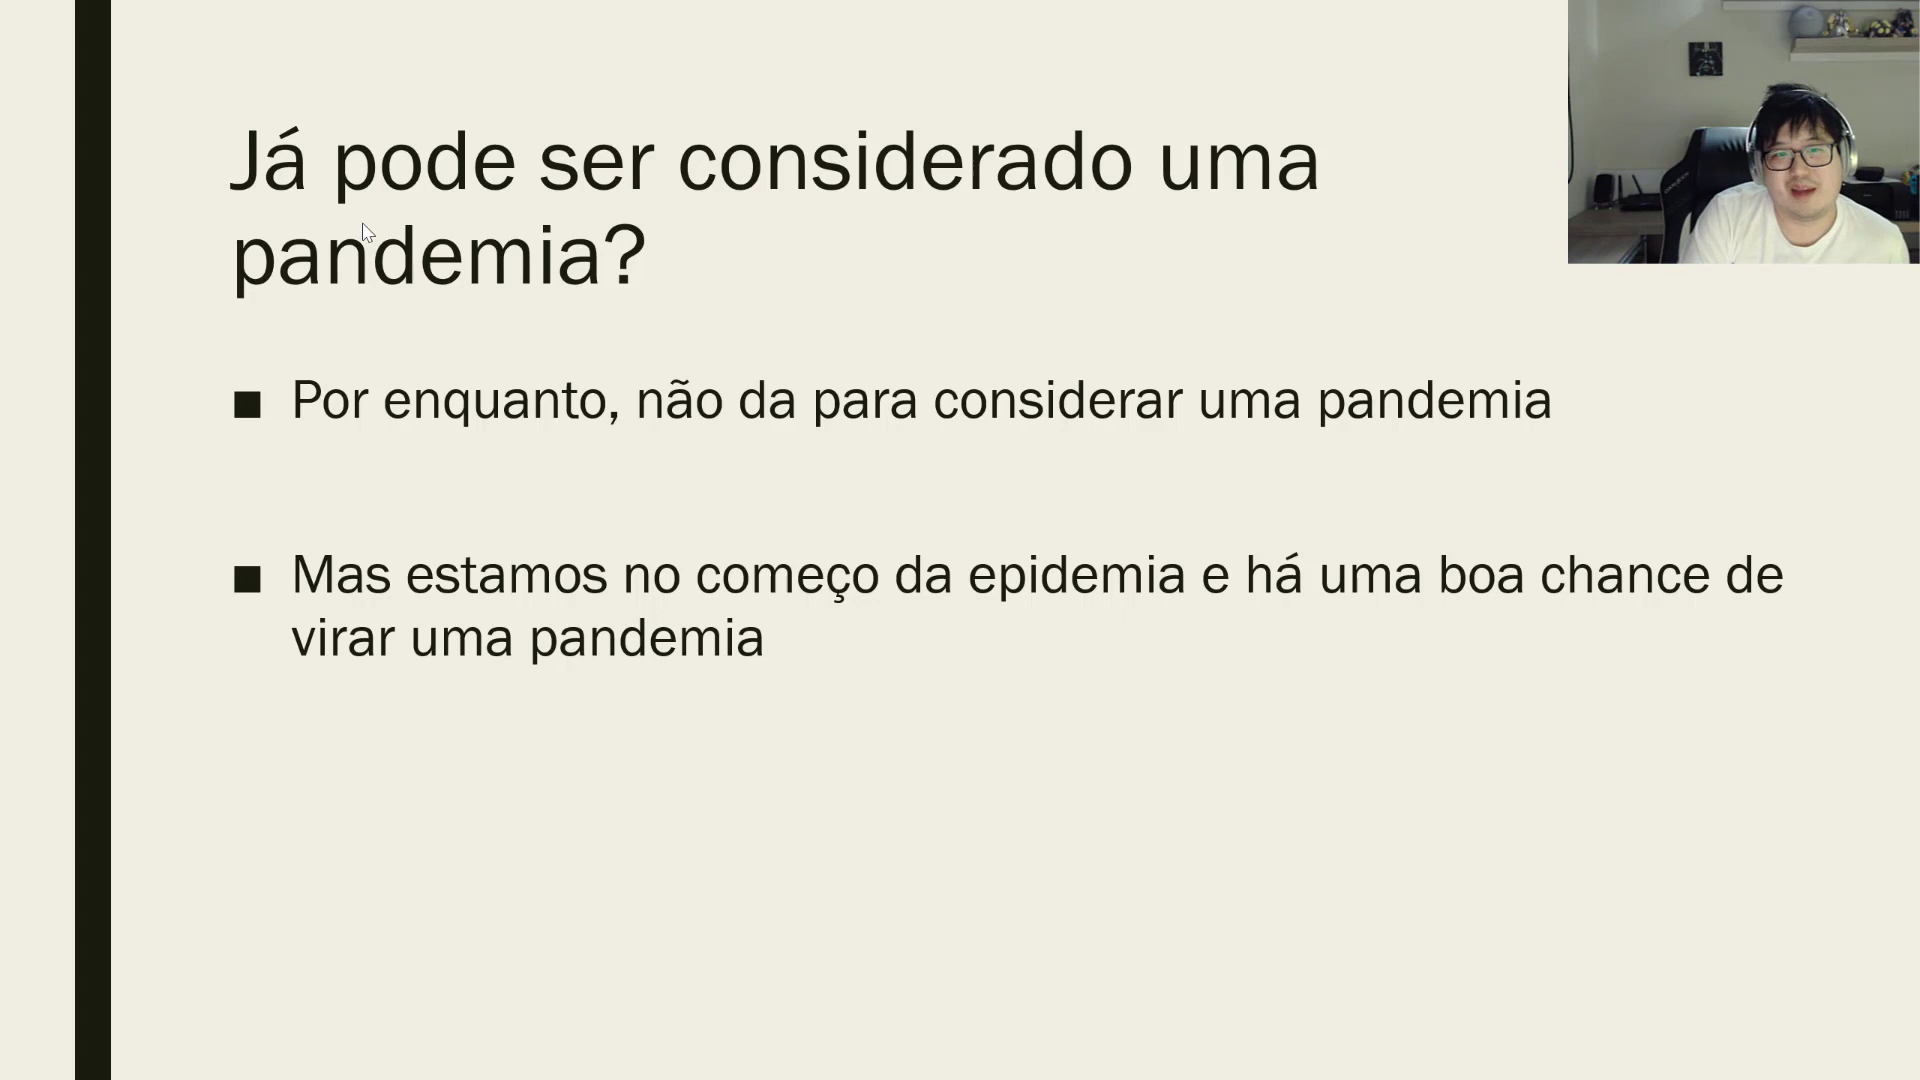 Já pode ser considerado uma
pandemia?
■ Por enquanto, não da para considerar uma pandemia
■ Mas estamos no começo da epidemia e há uma boa chance de
virar uma pandemia